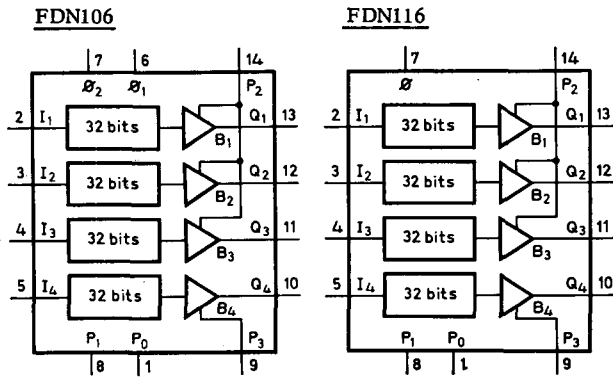 FDN106
FDN116
7 6 14
Ø2 Ø1 P2
2 I1 32 bits B1 Q1 13
3 I2 32 bits B2 Q2 12
4 I3 32 bits B3 Q3 11
5 I4 32 bits B4 Q4 10
P1 P0 P3
8 1 9
7 14
Ø P2
2 I1 32 bits B1 Q1 13
3 I2 32 bits B2 Q2 12
4 I3 32 bits B3 Q3 11
5 I4 32 bits B4 Q4 10
P1 P0 P3
8 1 9